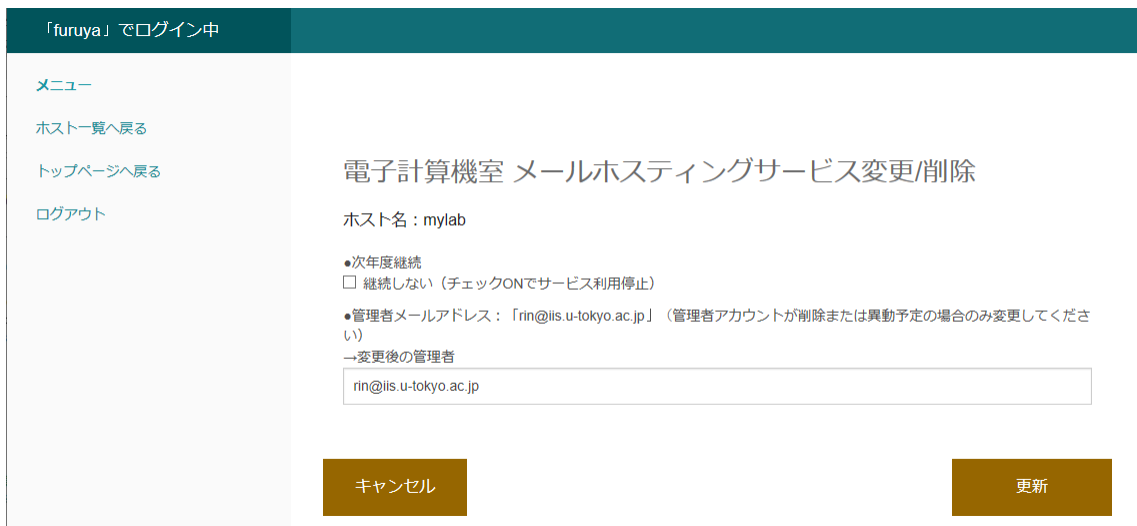 「furuya」でログイン中
メニュー
ホスト一覧へ戻る
トップページへ戻る
ログアウト
電子計算機室 メールホスティングサービス変更/削除
ホスト名：mylab
●次年度継続
継続しない（チェックONでサービス利用停止）
●管理者メールアドレス：「rin@iis.u-tokyo.ac.jp」（管理者アカウントが削除または異動予定の場合のみ変更してくださ
い）
→変更後の管理者
rin@iis.u-tokyo.ac.jp
キャンセル
更新